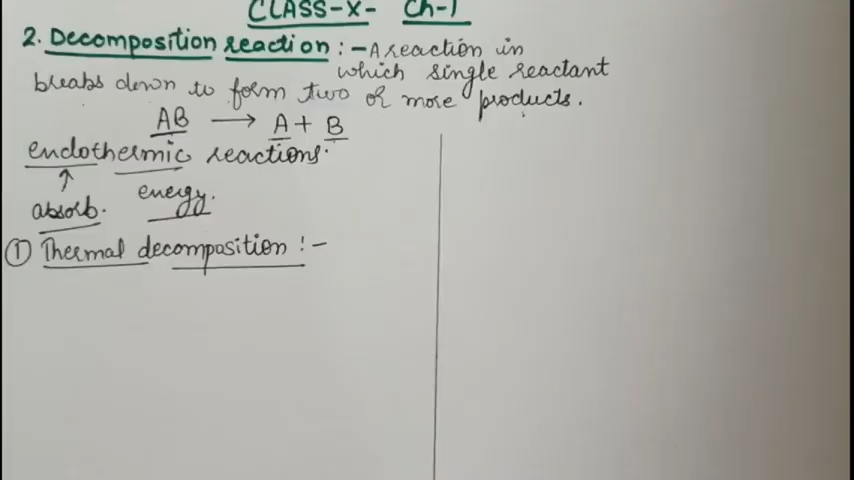 CLASS-X- Ch-1
2. Decomposition reaction : - A reaction in
which single reactant
breaks down to form two or more products.
AB → A + B
endothermic reactions.
↑
absorb. energy.
① Thermal decomposition :-